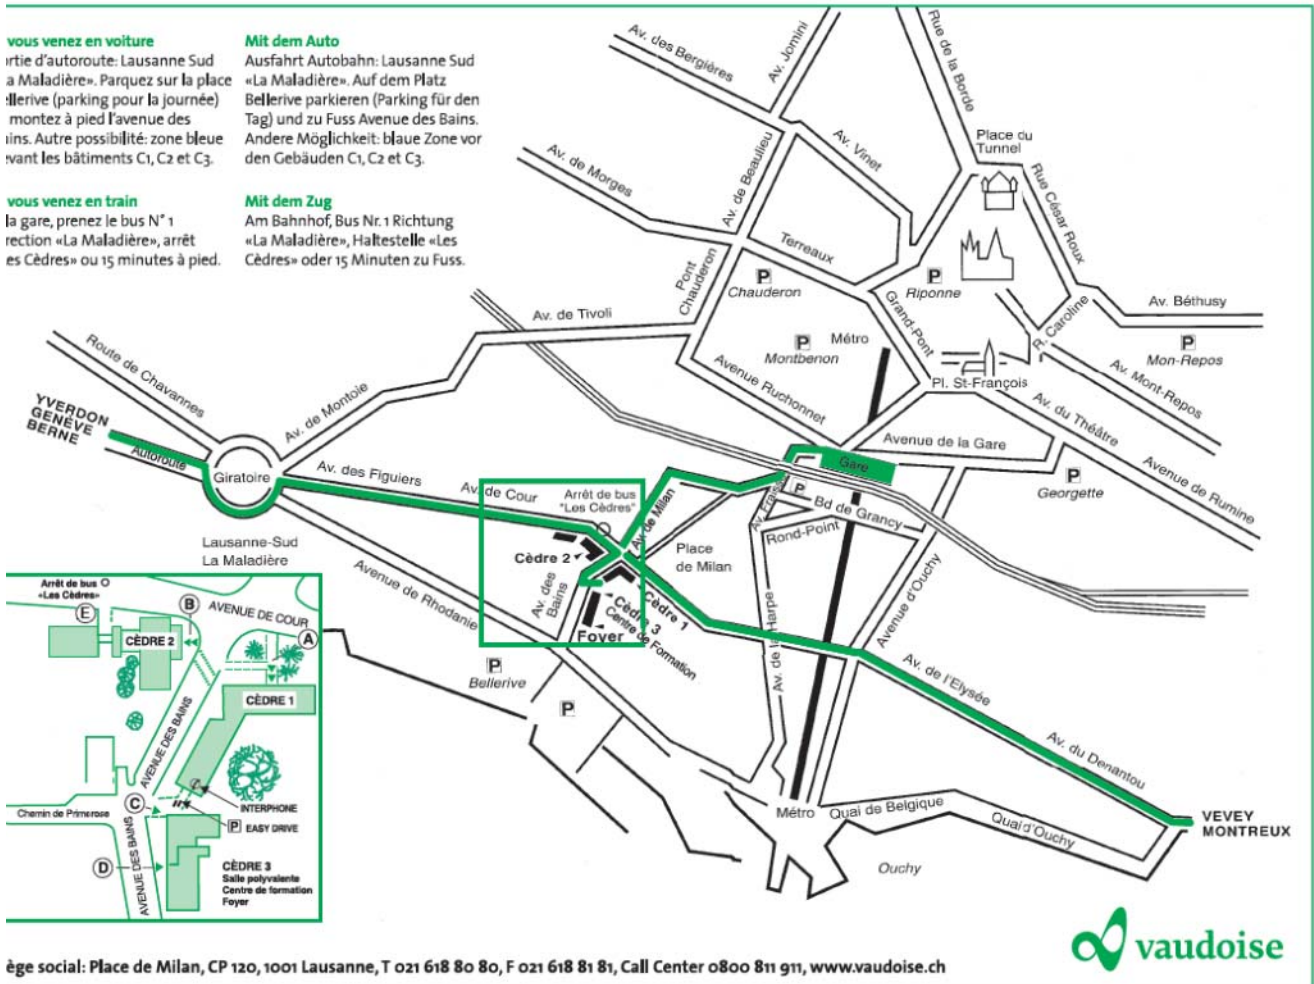 vous venez en voiture
ortie d'autoroute: Lausanne Sud
a Maladière». Parquez sur la place
llerive (parking pour la journée)
montez à pied l'avenue des
ins. Autre possibilité: zone bleue
vant les bâtiments C1, C2 et C3.
vous venez en train
la gare, prenez le bus N° 1
rection «La Maladière», arrêt
es Cèdres» ou 15 minutes à pied.
Mit dem Auto
Ausfahrt Autobahn: Lausanne Sud
«La Maladière». Auf dem Platz
Bellerive parkieren (Parking für den
Tag) und zu Fuss Avenue des Bains.
Andere Möglichkeit: blaue Zone vor
den Gebäuden C1, C2 et C3.
Mit dem Zug
Am Bahnhof, Bus Nr. 1 Richtung
«La Maladière», Haltestelle «Les
Cèdres» oder 15 Minuten zu Fuss.
Av. des Bergières
Av. Jomini
Rue de la Borde
Place du
Tunnel
Av. Vinet
Av. de Beaulieu
Av. de Morges
Rue César Roux
Terreaux
Pont
Chauderon
P
Chauderon
P
Riponne
Grand-Pont
Av. Béthusy
R. Caroline
P
Mon-Repos
Av. de Tivoli
P
Montbenon
Métro
Avenue Ruchonnet
Pl. St-François
Av. Mont-Repos
Av. du Théâtre
Route de Chavannes
Av. de Montoie
YVERDON
GENÈVE
BERNE
Autoroute
Giratoire
Avenue de la Gare
Gare
P
Georgette
Avenue de Rumine
Av. des Figuiers
Av. de Cour
Arrêt de bus
"Les Cèdres"
Av. de Milan
Av. Fraisse
P
Bd de Grancy
Rond-Point
Place
de Milan
Lausanne-Sud
La Maladière
Cèdre 2
Avenue de Rhodanie
Av. des
Bains
Cèdre 1
Cèdre 3
Centre de Formation
Foyer
Avenue d'Ouchy
Av. de la Harpe
Av. de l'Elysée
P
Bellerive
P
Av. du Denantou
Métro
Quai de Belgique
Quai d'Ouchy
VEVEY
MONTREUX
Ouchy
Arrêt de bus
«Les Cèdres»
E
B
AVENUE DE COUR
A
CÈDRE 2
CÈDRE 1
AVENUE DES BAINS
INTERPHONE
C
Chemin de Primerose
P EASY DRIVE
AVENUE DES BAINS
D
CÈDRE 3
Salle polyvalente
Centre de formation
Foyer
vaudoise
ège social: Place de Milan, CP 120, 1001 Lausanne, T 021 618 80 80, F 021 618 81 81, Call Center 0800 811 911, www.vaudoise.ch